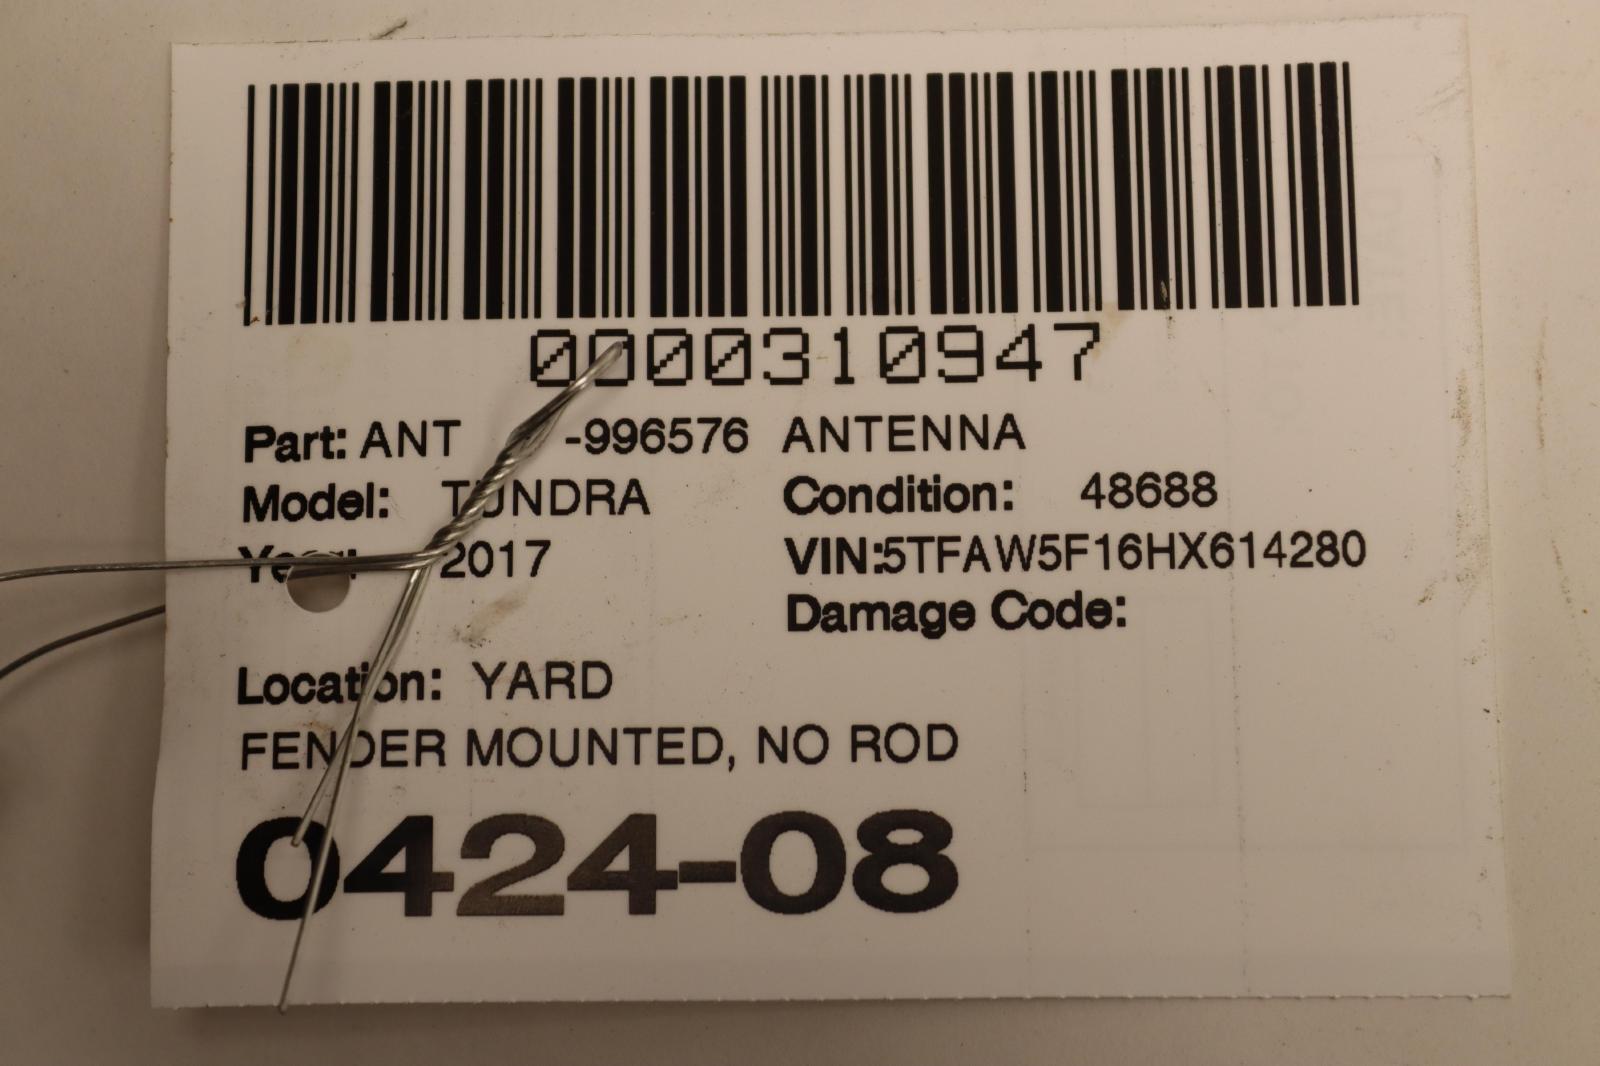 0000310947
Part: ANT -996576 ANTENNA
Model: TUNDRA Condition: 48688
Year: 2017 VIN:5TFAW5F16HX614280
Damage Code:
Location: YARD
FENDER MOUNTED, NO ROD
0424-08